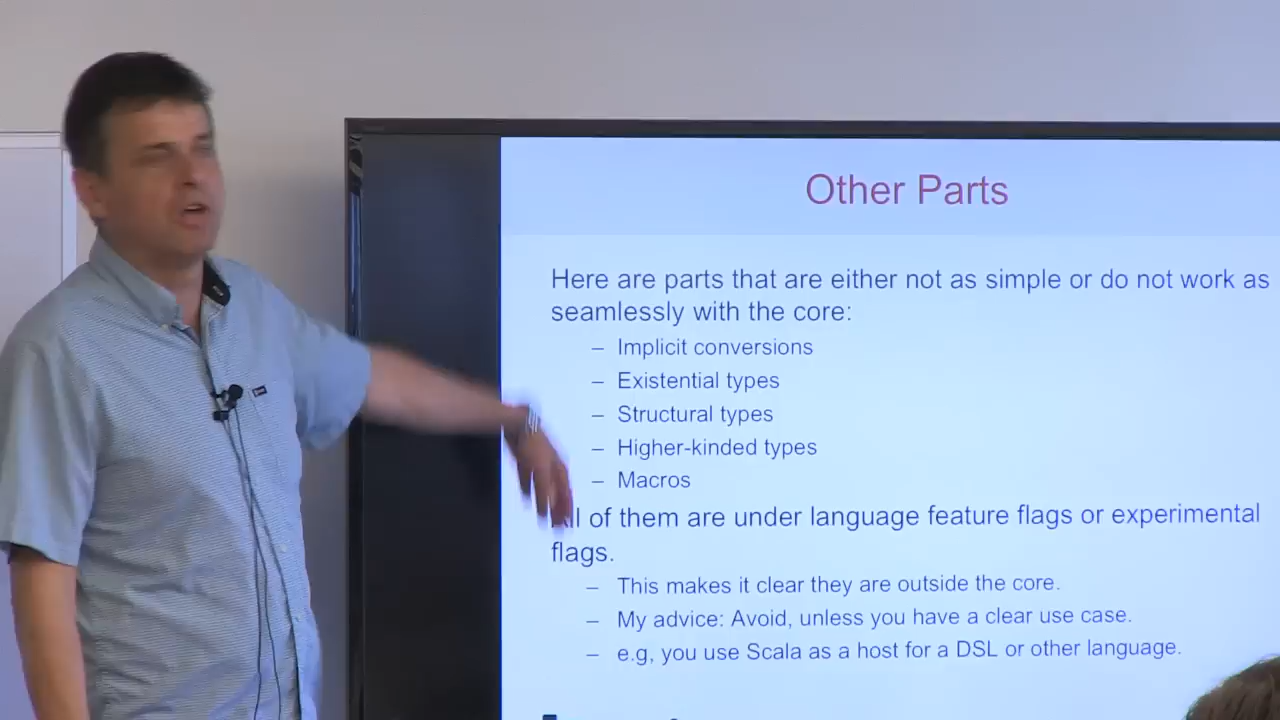 Other Parts
Here are parts that are either not as simple or do not work as
seamlessly with the core:
– Implicit conversions
– Existential types
– Structural types
– Higher-kinded types
– Macros
All of them are under language feature flags or experimental
flags.
– This makes it clear they are outside the core.
– My advice: Avoid, unless you have a clear use case.
– e.g, you use Scala as a host for a DSL or other language.